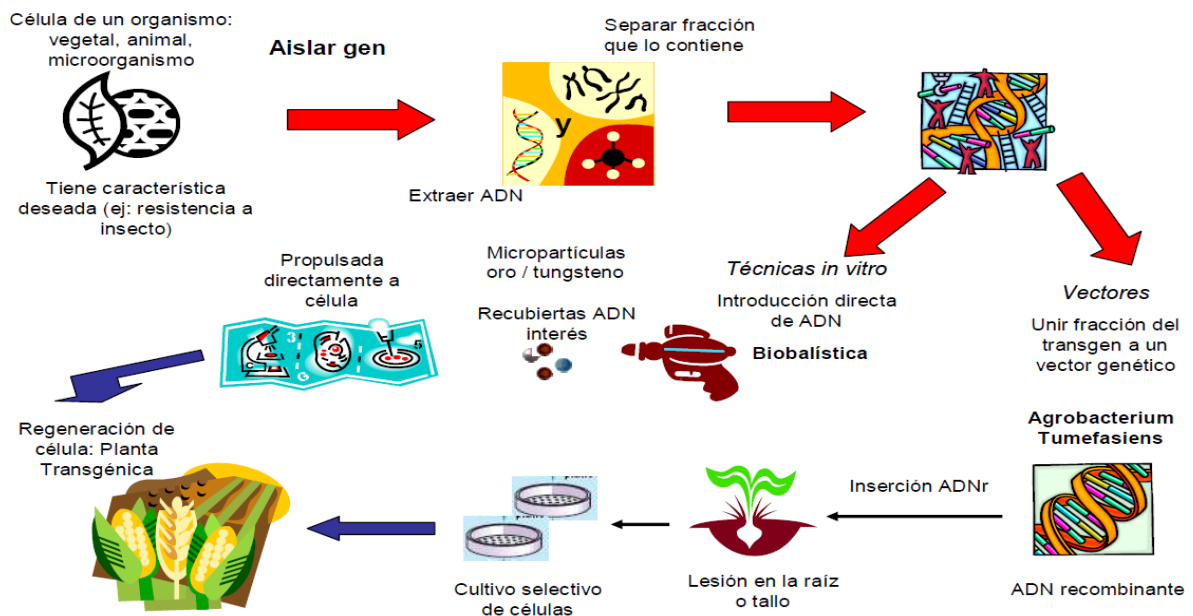 Célula de un organismo:
vegetal, animal,
microorganismo
Aislar gen
Separar fracción
que lo contiene
y
Tiene característica
deseada (ej: resistencia a
insecto)
Extraer ADN
Propulsada
directamente a
célula
Micropartículas
oro / tungsteno
Recubiertas ADN
interés
Técnicas in vitro
Introducción directa
de ADN
Biobalística
Vectores
Unir fracción del
transgen a un
vector genético
3
5
Regeneración de
célula: Planta
Transgénica
Agrobacterium
Tumefasiens
Inserción ADNr
Cultivo selectivo
de células
Lesión en la raíz
o tallo
ADN recombinante